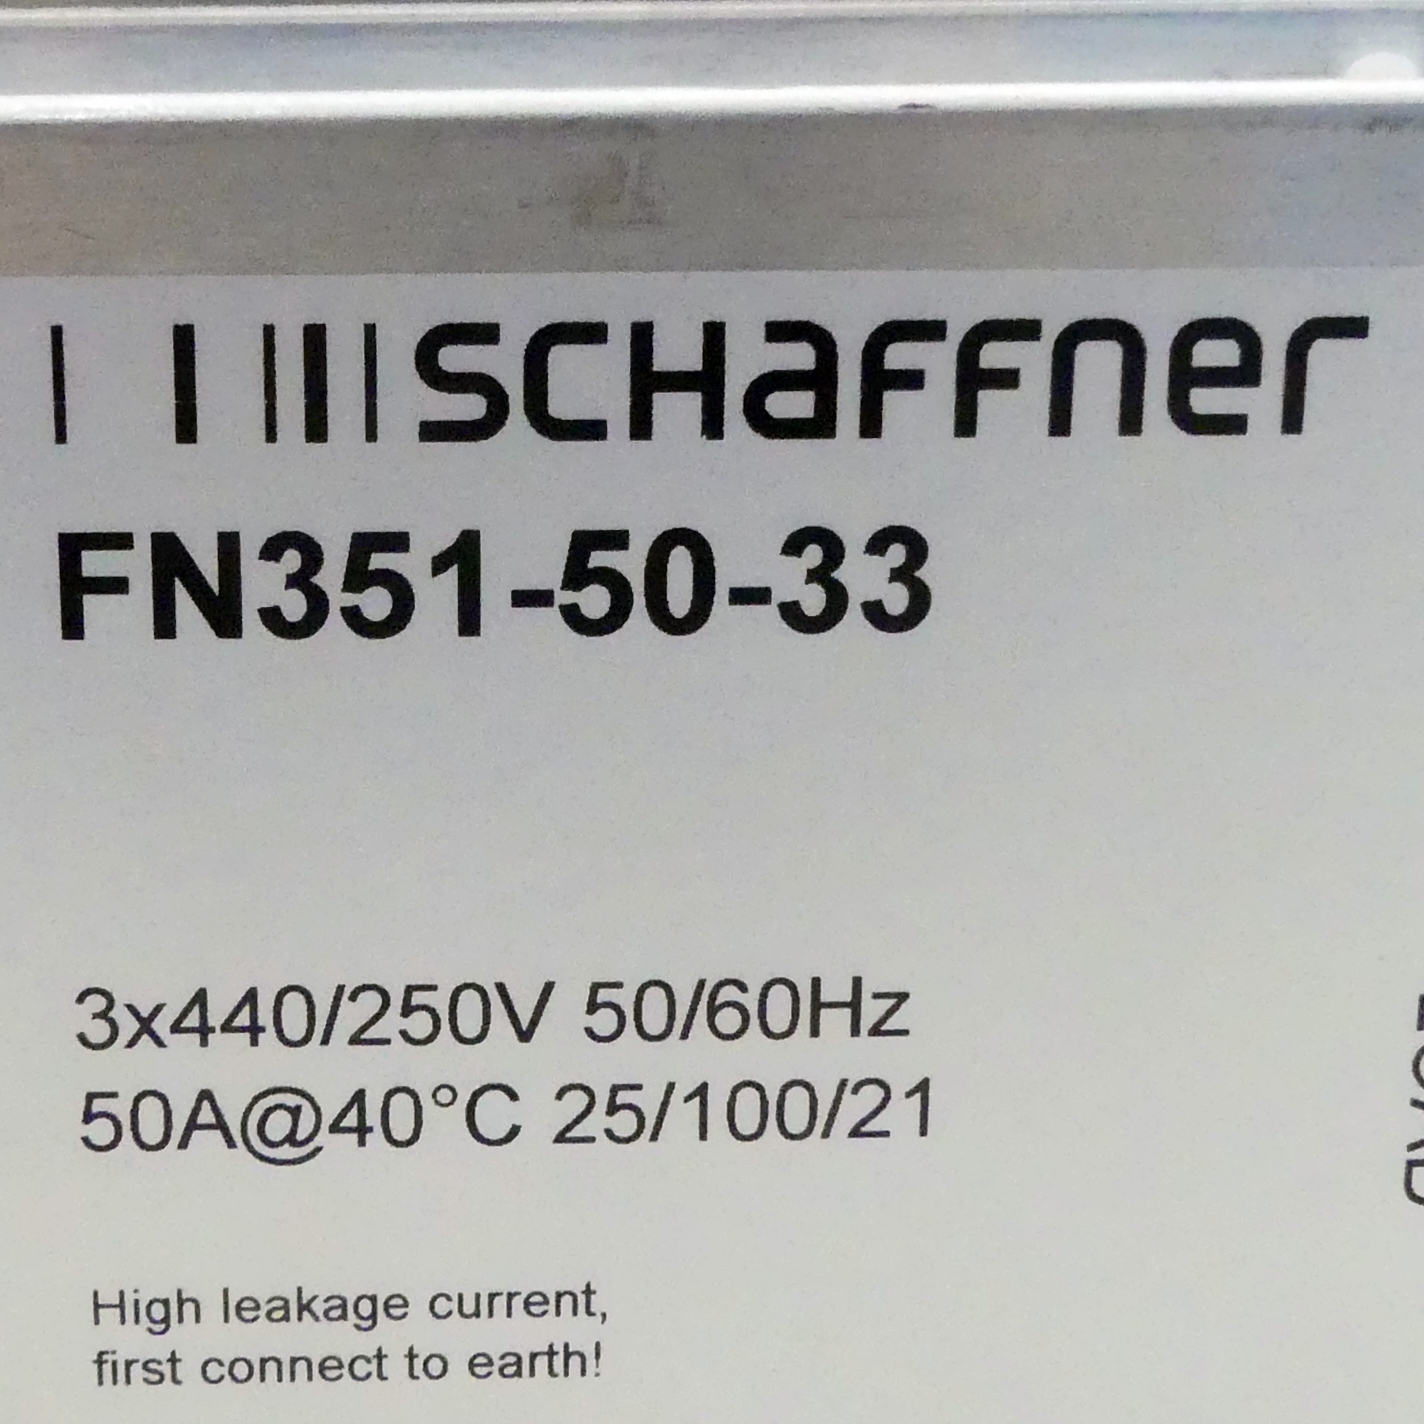 SCHaffner
FN351-50-33
3x440/250V 50/60Hz
50A@40°C 25/100/21
High leakage current,
first connect to earth!